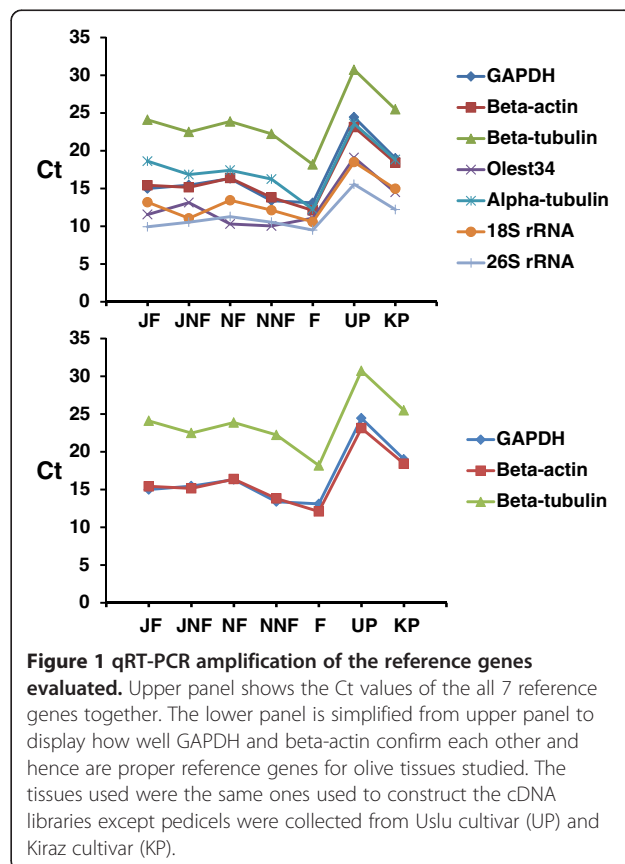 35
30
25
20
15
10
5
0
Ct
JF JNF NF NNF F UP KP
GAPDH
Beta-actin
Beta-tubulin
Olest34
Alpha-tubulin
18S rRNA
26S rRNA
35
30
25
20
15
10
5
0
Ct
JF JNF NF NNF F UP KP
GAPDH
Beta-actin
Beta-tubulin
Figure 1 qRT-PCR amplification of the reference genes
evaluated. Upper panel shows the Ct values of the all 7 reference
genes together. The lower panel is simplified from upper panel to
display how well GAPDH and beta-actin confirm each other and
hence are proper reference genes for olive tissues studied. The
tissues used were the same ones used to construct the cDNA
libraries except pedicels were collected from Uslu cultivar (UP) and
Kiraz cultivar (KP).